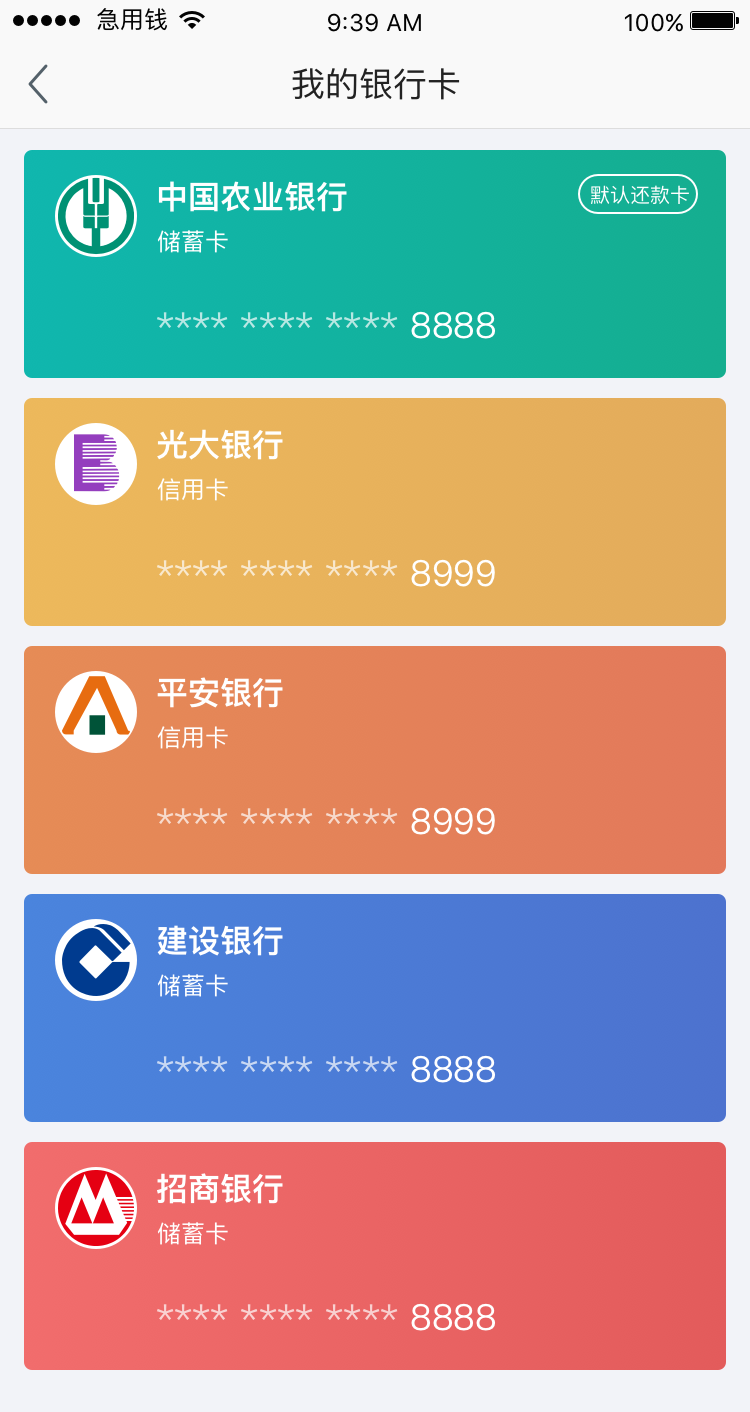 急用钱 9:39 AM 100%
我的银行卡
中国农业银行 默认还款卡
储蓄卡
**** **** **** 8888
光大银行
信用卡
**** **** **** 8999
平安银行
信用卡
**** **** **** 8999
建设银行
储蓄卡
**** **** **** 8888
招商银行
储蓄卡
**** **** **** 8888